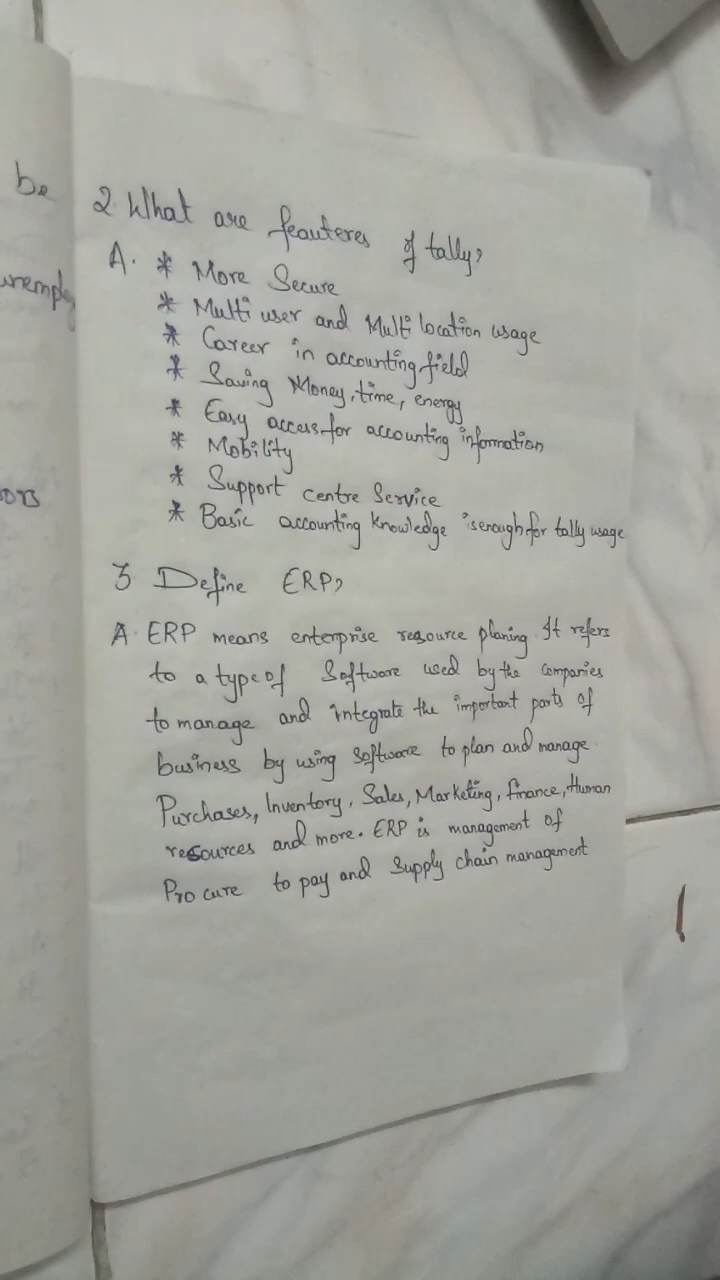 be
2. What are feauteres of tally?
A. * More Secure
* Multi user and Multi location usage
* Career in accounting field
* Saving Money, time, energy
* Easy access for accounting information
* Mobility
* Support centre Service
* Basic accounting knowledge is enough for tally usage
3 Define ERP?
A. ERP means enterprise resource planing. It refers
to a type of Software used by the companies
to manage and integrate the important parts of
business by using software to plan and manage.
Purchases, Inventory, Sales, Marketing, finance, Human
resources and more. ERP is management of
Procure to pay and Supply chain management